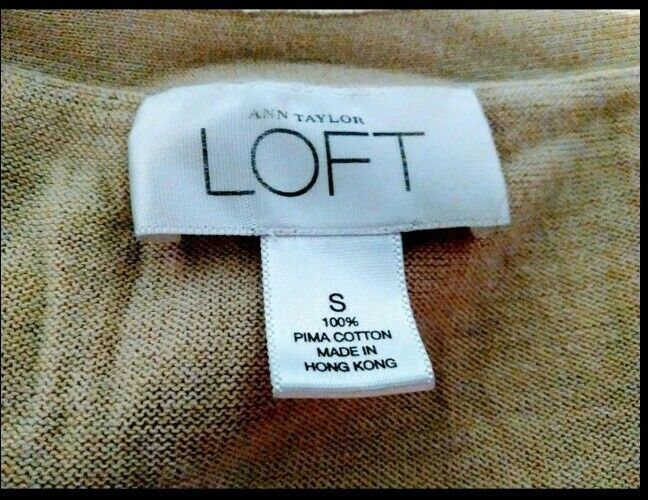 ANN TAYLOR
LOFT
S
100%
PIMA COTTON
MADE IN
HONG KONG